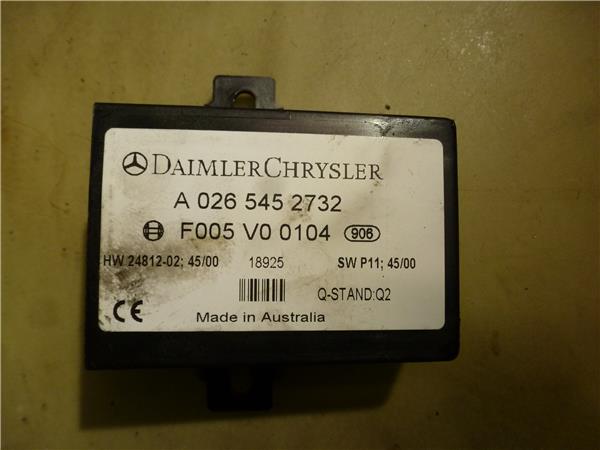 DAIMLERCHRYSLER
A 026 545 2732
F005 V0 0104 906
HW 24812-02; 45/00 18925 SW P11; 45/00
Q-STAND:Q2
CE Made in Australia